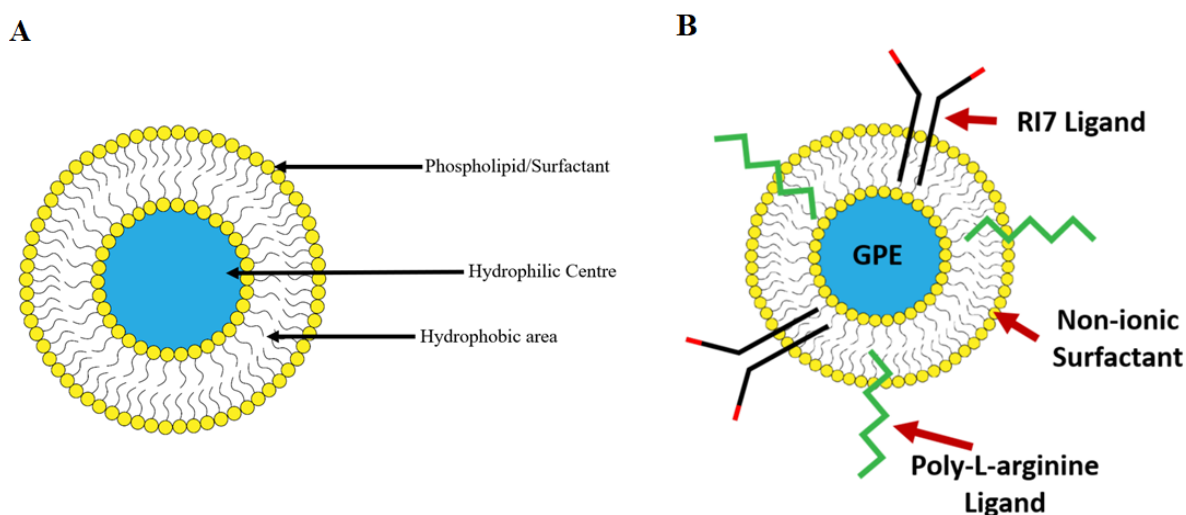 A
Phospholipid/Surfactant
Hydrophilic Centre
Hydrophobic area
B
RI7 Ligand
GPE
Non-ionic
Surfactant
Poly-L-arginine
Ligand